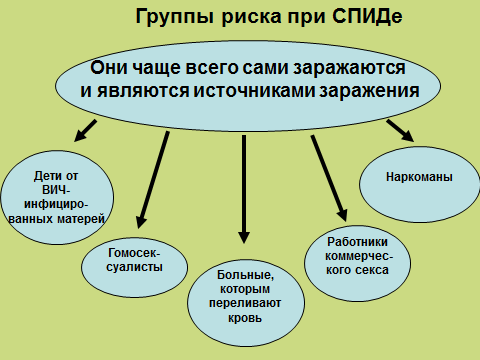 Группы риска при СПИДе
Они чаще всего сами заражаются
и являются источниками заражения
Дети от
ВИЧ-
инфициро-
ванных матерей
Гомосек-
суалисты
Больные,
которым
переливают
кровь
Работники
коммерчес-
кого секса
Наркоманы